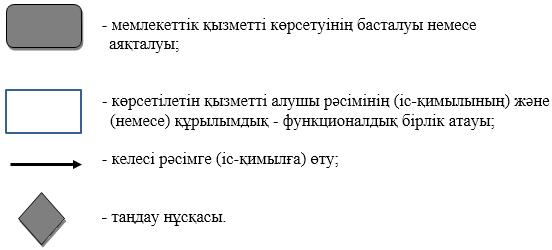 - мемлекеттік қызметті көрсетуінің басталуы немесе
аяқталуы;
- көрсетілетін қызметті алушы рәсімінің (іс-қимылының) және
(немесе) құрылымдық - функционалдық бірлік атауы;
- келесі рәсімге (іс-қимылға) өту;
- таңдау нұсқасы.